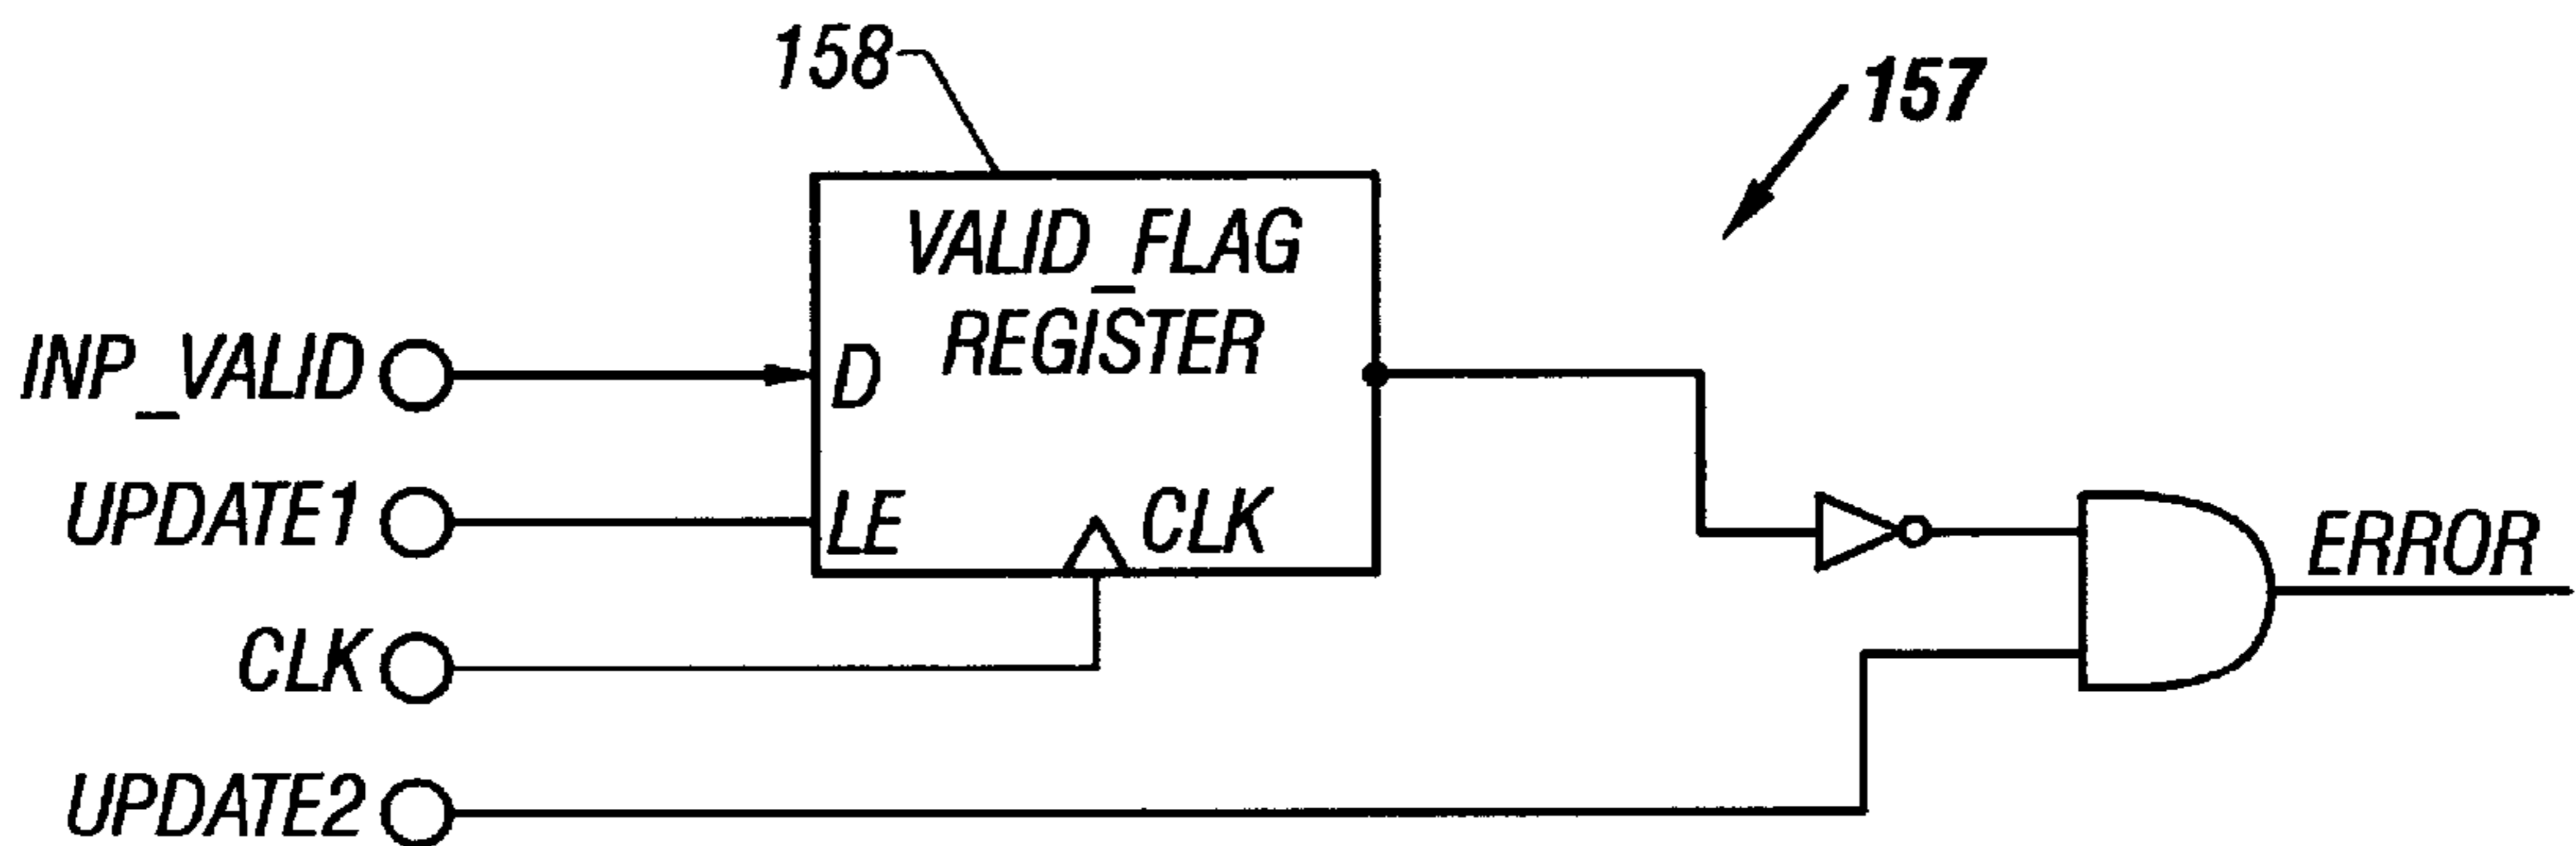 158
157
VALID_FLAG
REGISTER
INP_VALID
D
UPDATE1
LE
CLK
ERROR
CLK
UPDATE2